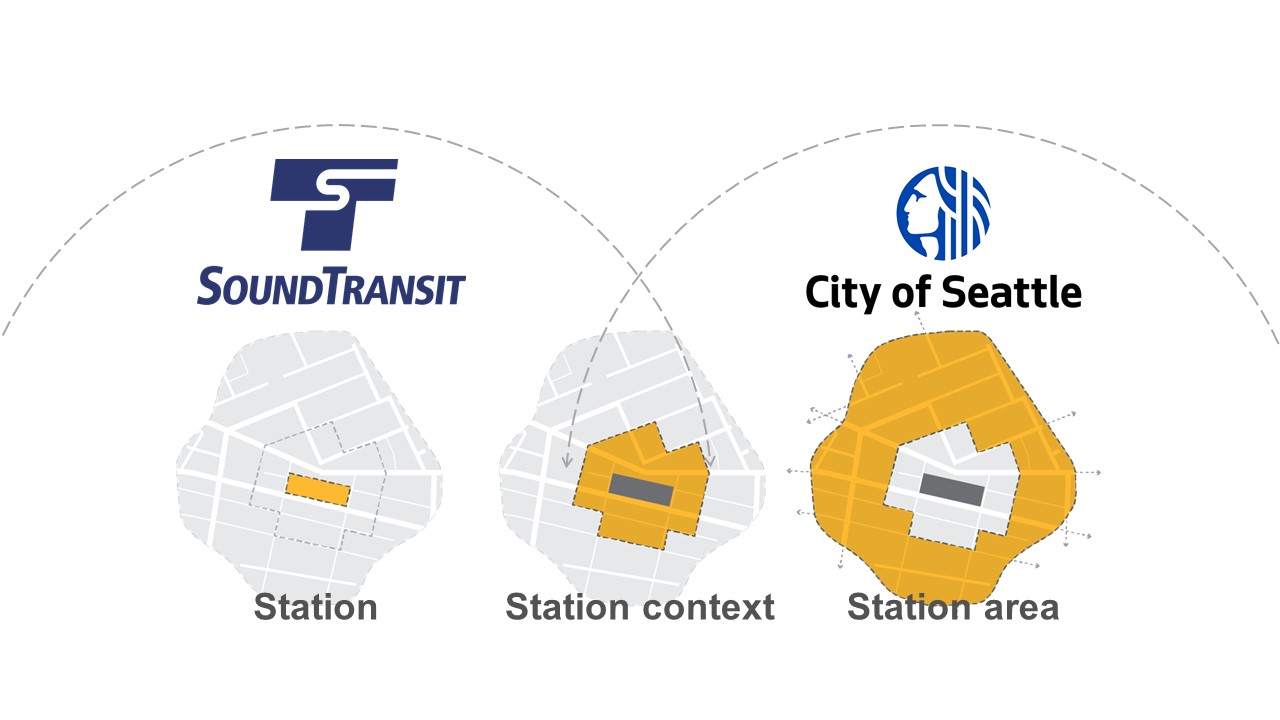 SOUNDTRANSIT
City of Seattle
Station
Station context
Station area